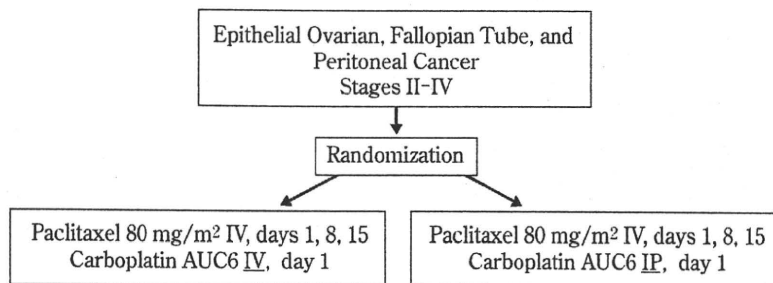 Epithelial Ovarian, Fallopian Tube, and
Peritoneal Cancer
Stages II-IV
Randomization
Paclitaxel 80 mg/m² IV, days 1, 8, 15
Carboplatin AUC6 IV, day 1
Paclitaxel 80 mg/m² IV, days 1, 8, 15
Carboplatin AUC6 IP, day 1